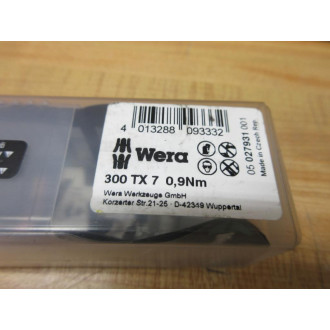 4 013288 093332
Wera
300 TX 7 0,9Nm
Wera Werkzeuge GmbH
Korzerter Str.21-25 · D-42349 Wuppertal
05 027931 001
Made in Czech Rep.